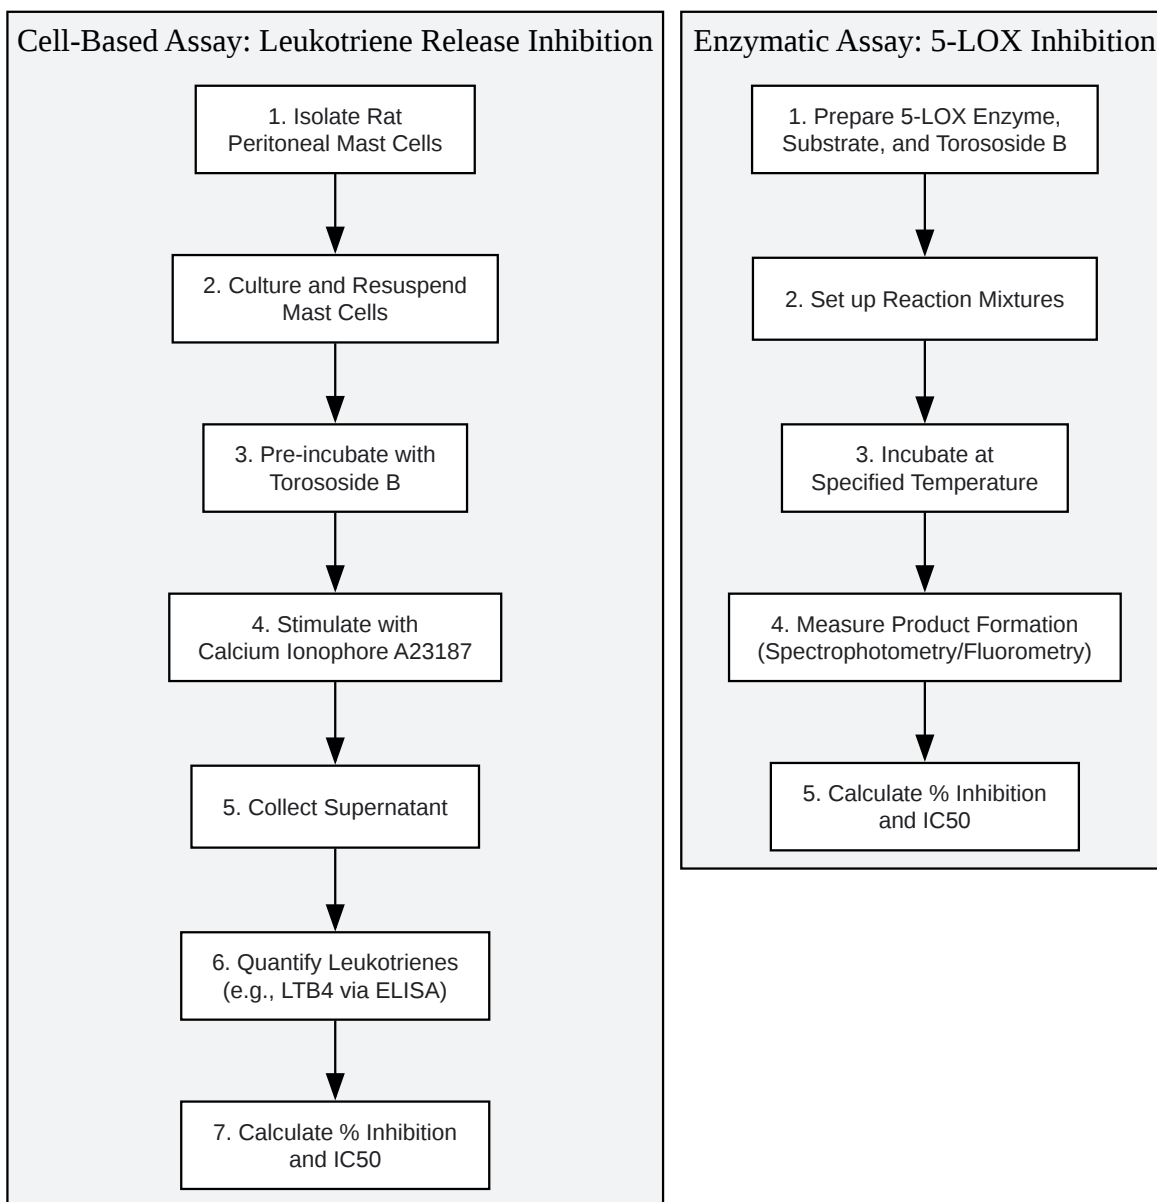 Cell-Based Assay: Leukotriene Release Inhibition
1. Isolate Rat
Peritoneal Mast Cells
2. Culture and Resuspend
Mast Cells
3. Pre-incubate with
Torososide B
4. Stimulate with
Calcium Ionophore A23187
5. Collect Supernatant
6. Quantify Leukotrienes
(e.g., LTB4 via ELISA)
7. Calculate % Inhibition
and IC50
Enzymatic Assay: 5-LOX Inhibition
1. Prepare 5-LOX Enzyme,
Substrate, and Torososide B
2. Set up Reaction Mixtures
3. Incubate at
Specified Temperature
4. Measure Product Formation
(Spectrophotometry/Fluorometry)
5. Calculate % Inhibition
and IC50